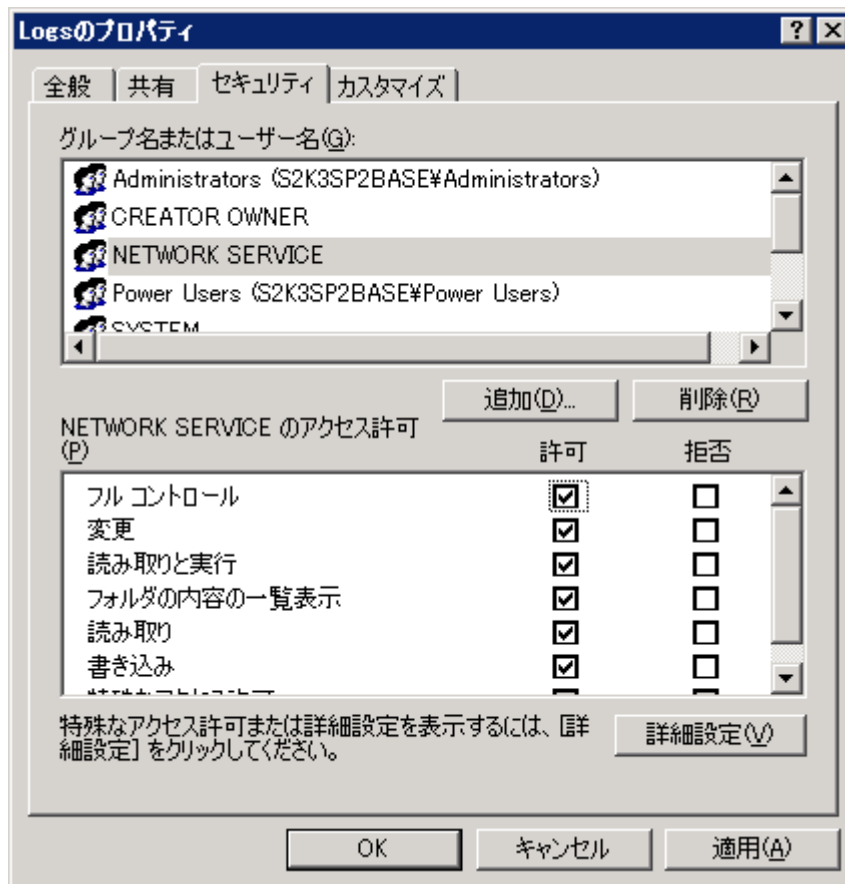 Logsのプロパティ
全般 共有 セキュリティ カスタマイズ
グループ名またはユーザー名(G):
Administrators (S2K3SP2BASE¥Administrators)
CREATOR OWNER
NETWORK SERVICE
Power Users (S2K3SP2BASE¥Power Users)
SYSTEM
追加(D)... 削除(R)
NETWORK SERVICE のアクセス許可
(P) 許可 拒否
フル コントロール
変更
読み取りと実行
フォルダの内容の一覧表示
読み取り
書き込み
特殊なアクセス許可または詳細設定を表示するには、[詳
細設定] をクリックしてください。
詳細設定(V)
OK キャンセル 適用(A)